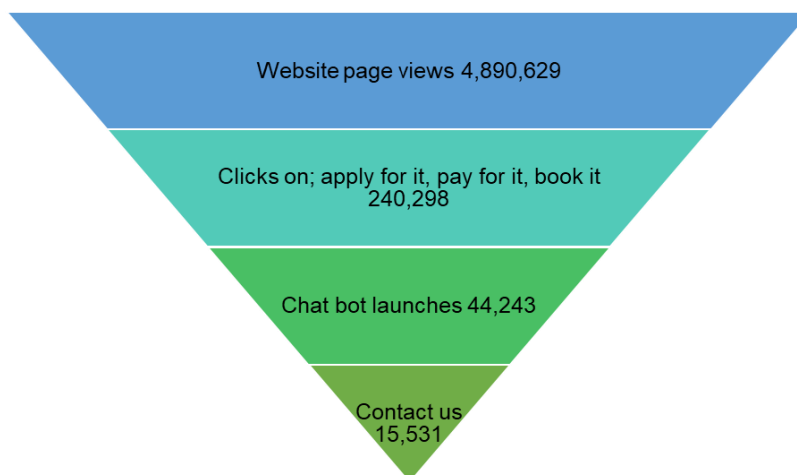 Website page views 4,890,629
Clicks on; apply for it, pay for it, book it
240,298
Chat bot launches 44,243
Contact us
15,531